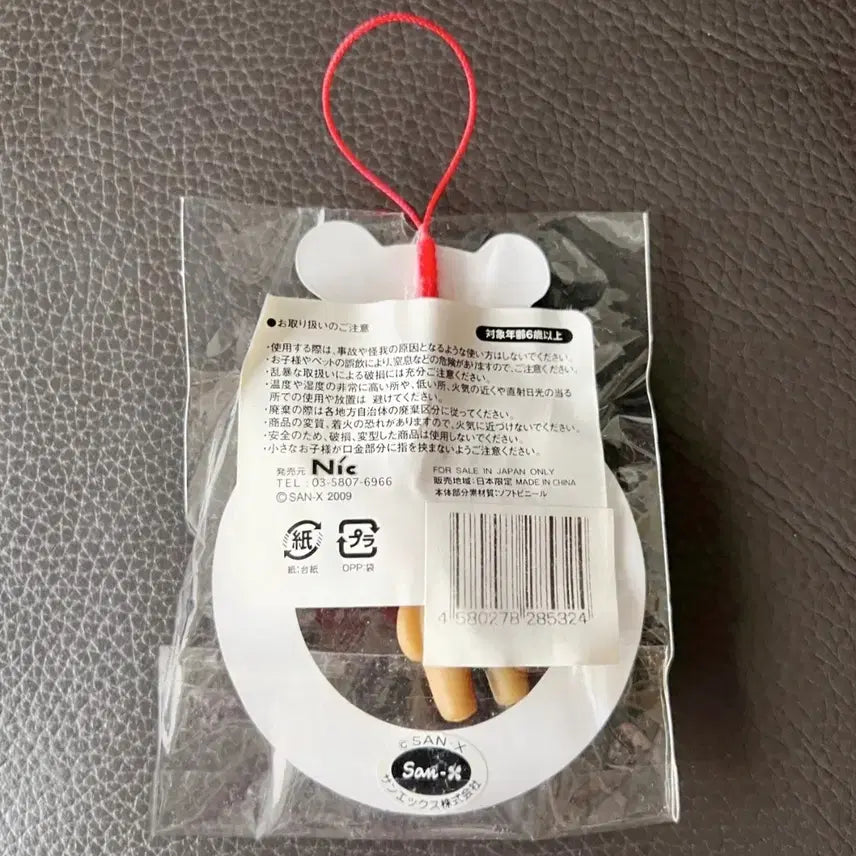 ●お取り扱いのご注意
対象年齢6歳以上
・使用する際は、事故や怪我の原因となるような使い方はしないでください。
・お子様やペットの誤飲により、窒息などの危険がありますので、ご注意ください。
・乱暴な取扱いによる破損には充分ご注意ください。
・温度や湿度の非常に高い所や、低い所、火気の近くや直射日光の当る
所での使用や放置は 避けてください。
・廃棄の際は各地方自治体の廃棄区分に従ってください。
・商品の変質、着火の恐れがありますので、火気に近づけないでください。
・安全のため、破損、変型した商品は使用しないでください。
・小さなお子様が口金部分に指を挟まないようご注意ください。
発売元 Nic
TEL:03-5807-6966
©SAN-X 2009
FOR SALE IN JAPAN ONLY
販売地域:日本限定 MADE IN CHINA
本体部分素材質:ソフトビニール
紙
プラ
紙:台紙
OPP:袋
4 580278 285324
©SAN-X
San-X
サンエックス株式会社